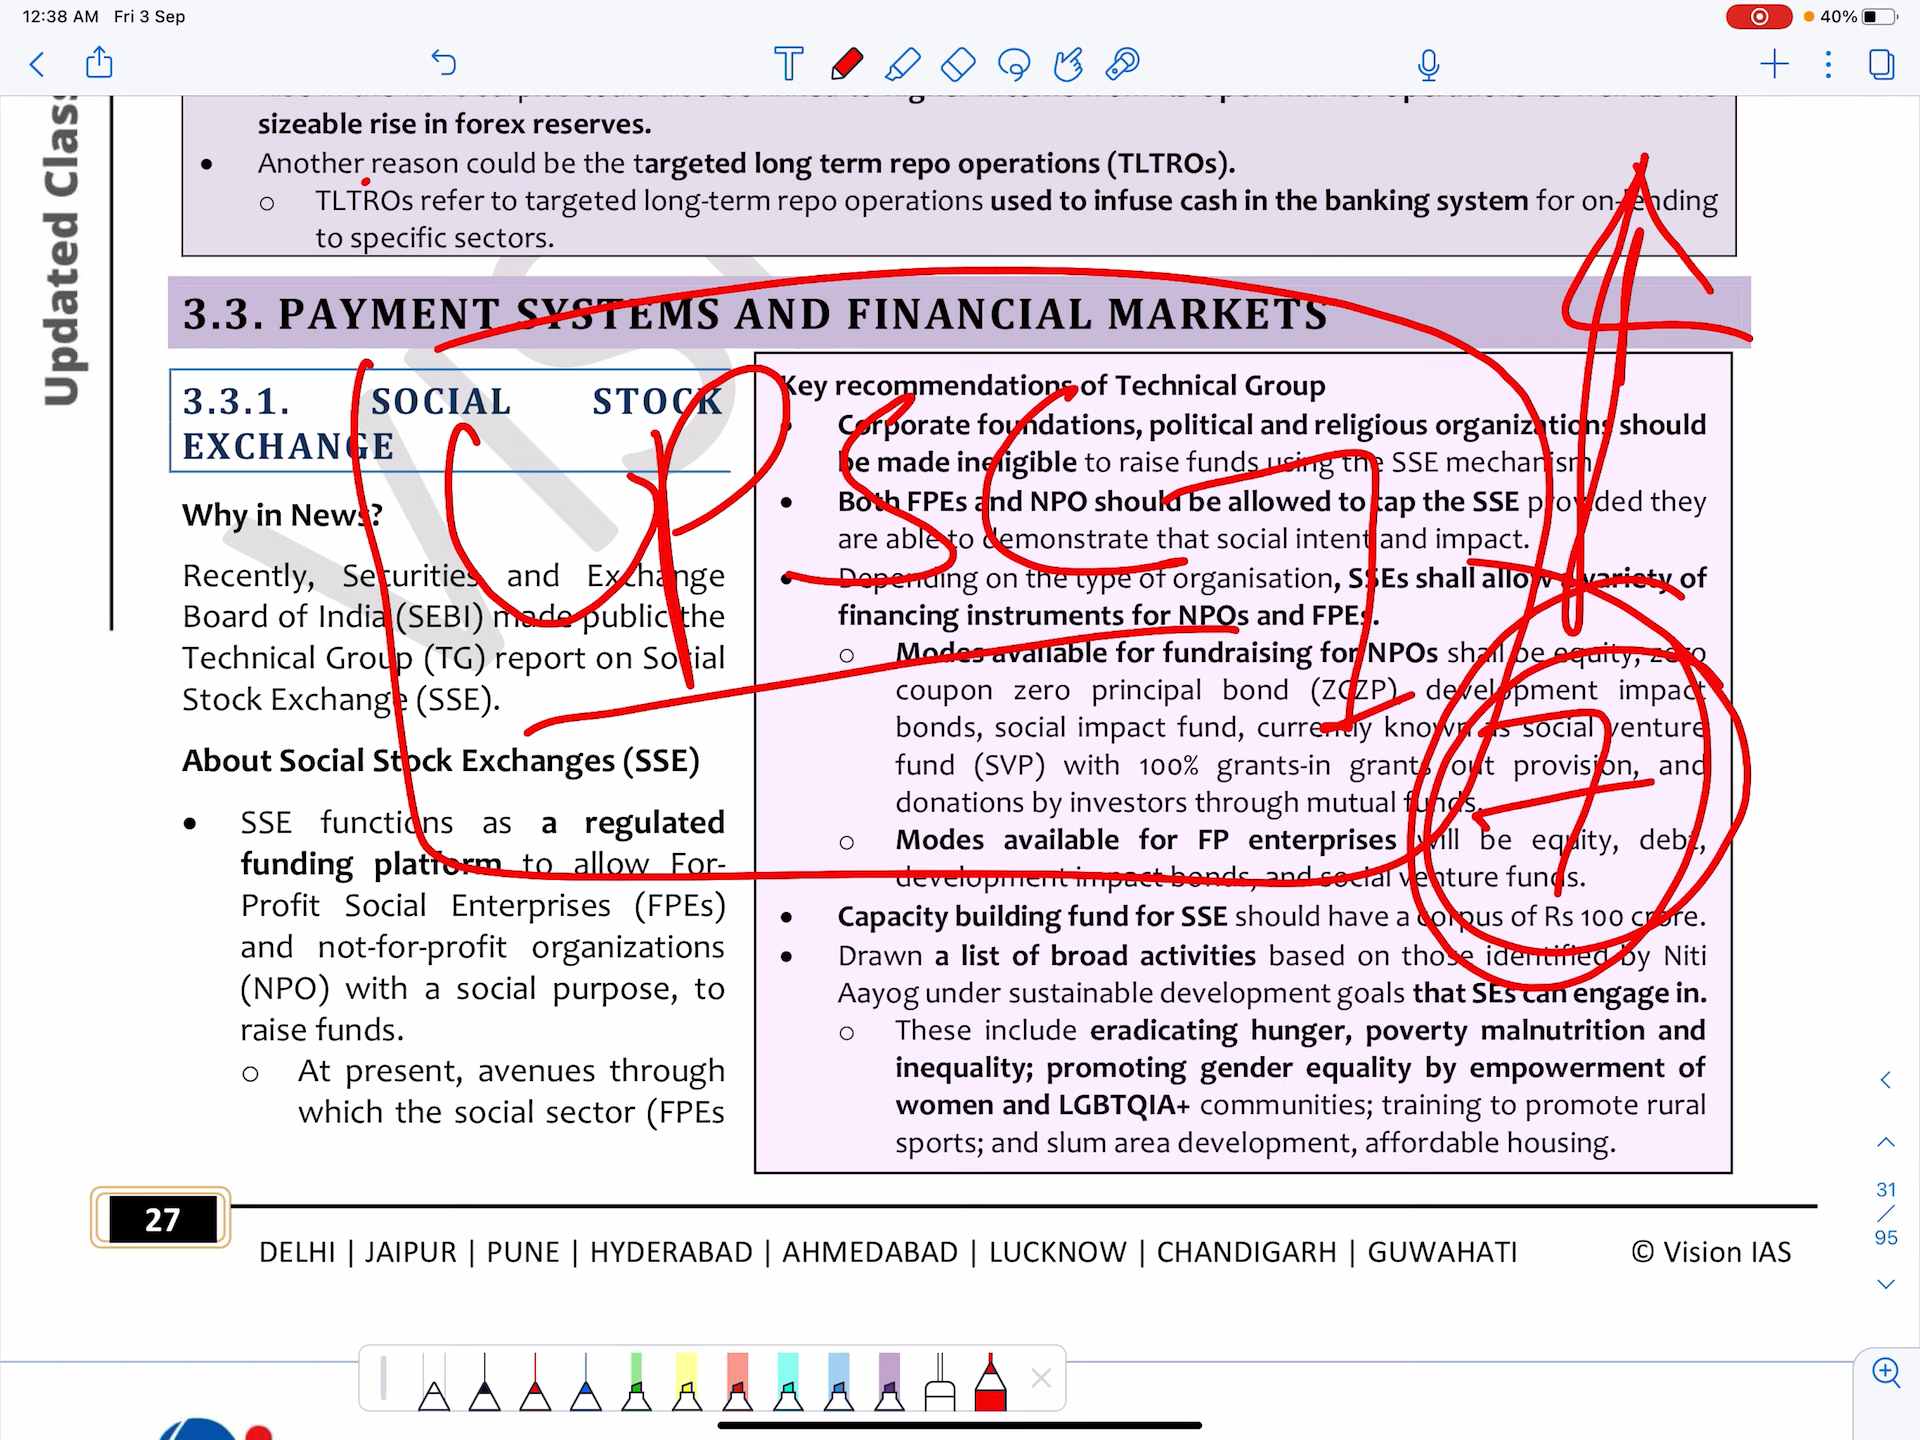 12:38 AM Fri 3 Sep
40%
Updated Clas
sizeable rise in forex reserves.
• Another reason could be the targeted long term repo operations (TLTROs).
o TLTROs refer to targeted long-term repo operations used to infuse cash in the banking system for on-lending
to specific sectors.
3.3. PAYMENT SYSTEMS AND FINANCIAL MARKETS
3.3.1. SOCIAL STOCK
EXCHANGE
Why in News?
Recently, Securities and Exchange
Board of India (SEBI) made public the
Technical Group (TG) report on Social
Stock Exchange (SSE).
About Social Stock Exchanges (SSE)
• SSE functions as a regulated
funding platform to allow For-
Profit Social Enterprises (FPEs)
and not-for-profit organizations
(NPO) with a social purpose, to
raise funds.
o At present, avenues through
which the social sector (FPEs
Key recommendations of Technical Group
• Corporate foundations, political and religious organizations should
be made ineligible to raise funds using the SSE mechanism
• Both FPEs and NPO should be allowed to tap the SSE provided they
are able to demonstrate that social intent and impact.
• Depending on the type of organisation, SSEs shall allow a variety of
financing instruments for NPOs and FPEs.
o Modes available for fundraising for NPOs shall be equity, zero
coupon zero principal bond (ZCZP), development impact
bonds, social impact fund, currently known as social venture
fund (SVP) with 100% grants-in grants out provision, and
donations by investors through mutual funds.
o Modes available for FP enterprises will be equity, debt,
development impact bonds, and social venture funds.
• Capacity building fund for SSE should have a corpus of Rs 100 crore.
• Drawn a list of broad activities based on those identified by Niti
Aayog under sustainable development goals that SEs can engage in.
o These include eradicating hunger, poverty malnutrition and
inequality; promoting gender equality by empowerment of
women and LGBTQIA+ communities; training to promote rural
sports; and slum area development, affordable housing.
UPSC
7
27
DELHI | JAIPUR | PUNE | HYDERABAD | AHMEDABAD | LUCKNOW | CHANDIGARH | GUWAHATI
© Vision IAS
31
/
95